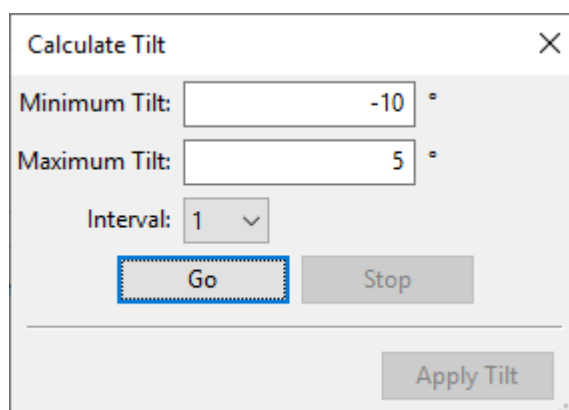 Calculate Tilt
Minimum Tilt: -10 °
Maximum Tilt: 5 °
Interval: 1
Go Stop
Apply Tilt